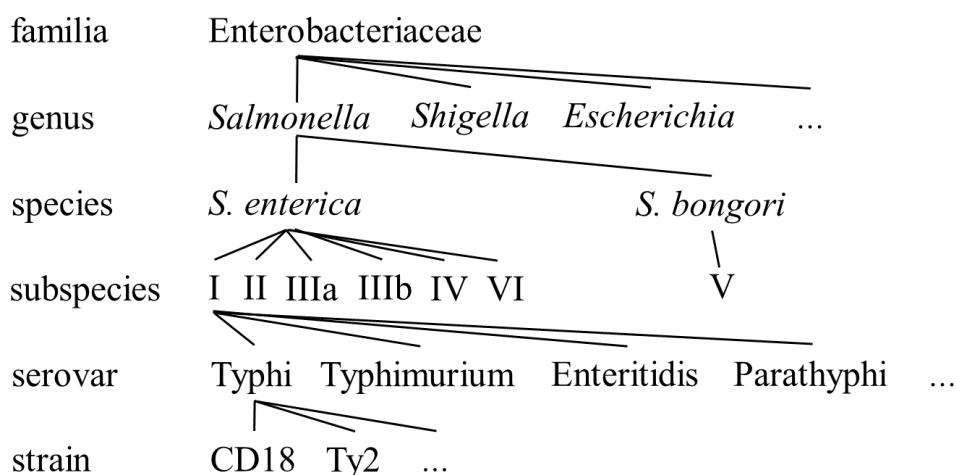 familia Enterobacteriaceae
genus Salmonella Shigella Escherichia ...
species S. enterica S. bongori
subspecies I II IIIa IIIb IV VI V
serovar Typhi Typhimurium Enteritidis Parathyphi ...
strain CD18 Ty2 ...